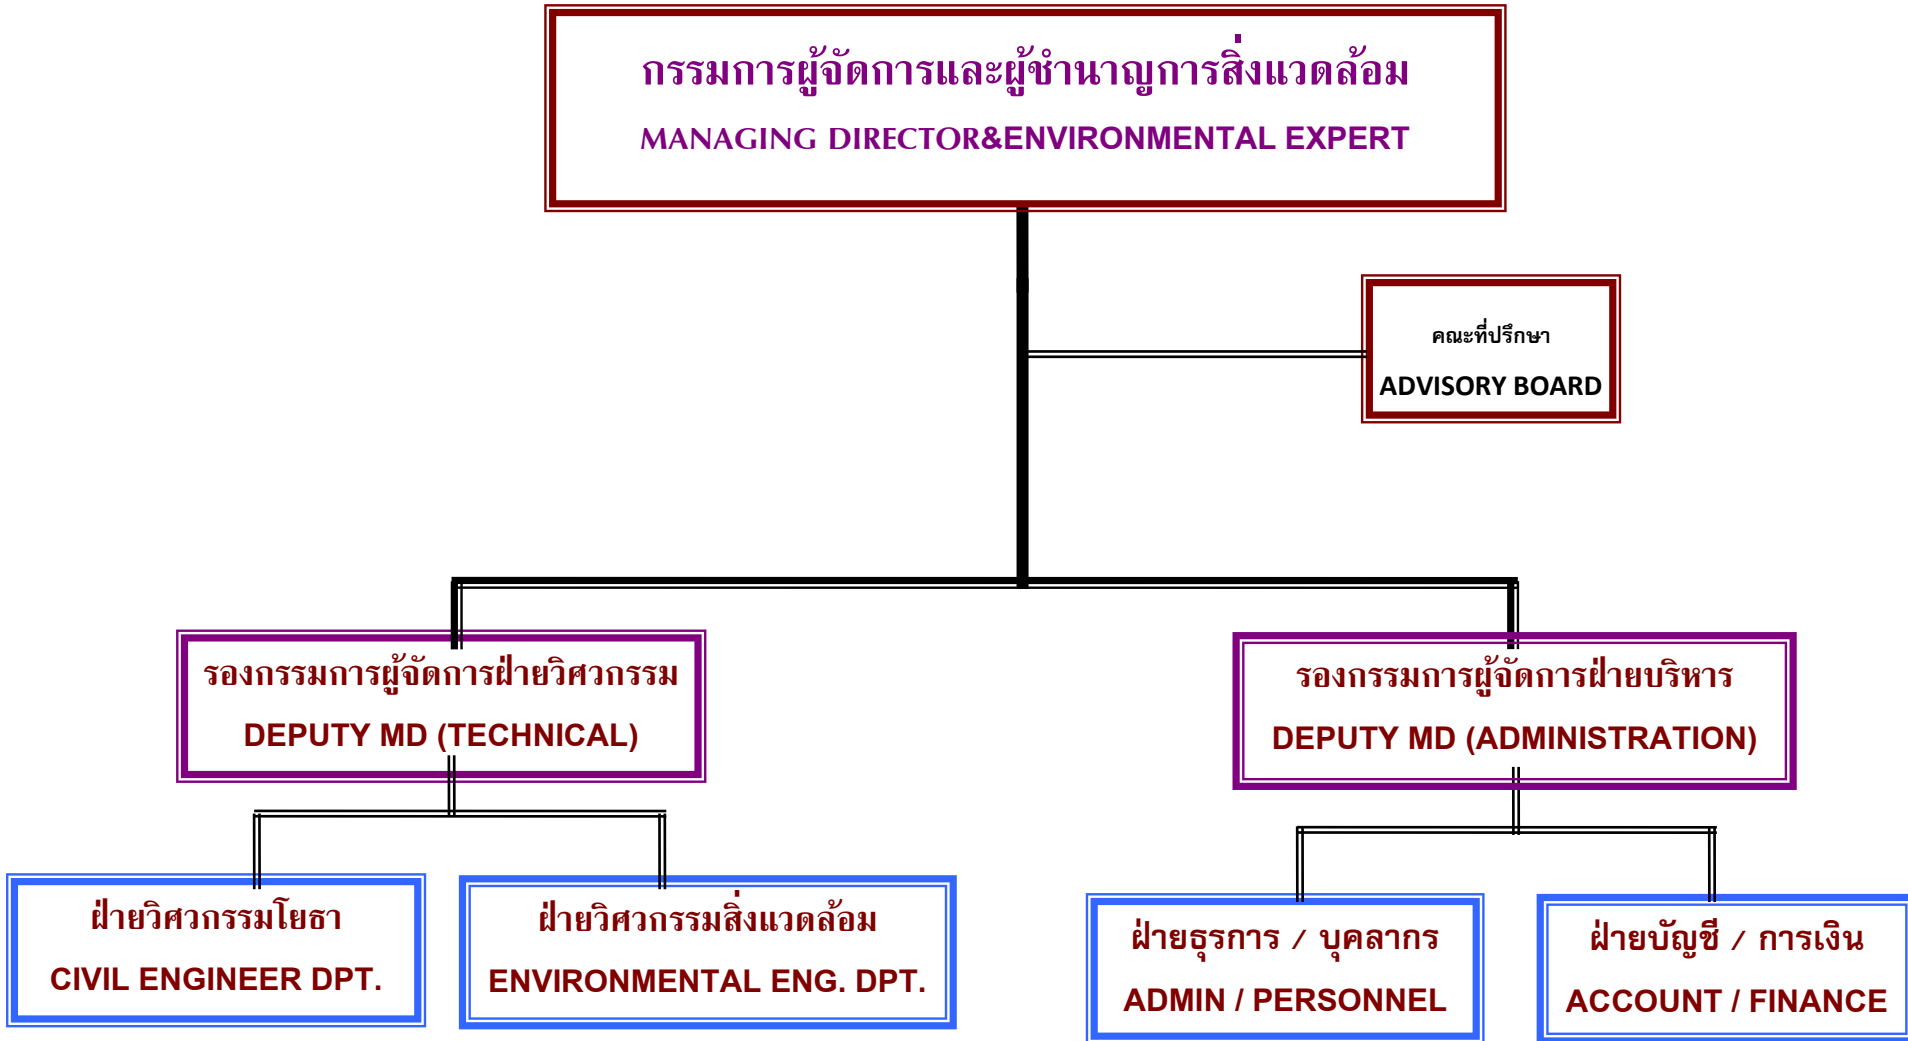 กรรมการผู้จัดการและผู้ชำนาญการสิ่งแวดล้อม
MANAGING DIRECTOR&ENVIRONMENTAL EXPERT
คณะที่ปรึกษา
ADVISORY BOARD
รองกรรมการผู้จัดการฝ่ายวิศวกรรม
DEPUTY MD (TECHNICAL)
รองกรรมการผู้จัดการฝ่ายบริหาร
DEPUTY MD (ADMINISTRATION)
ฝ่ายวิศวกรรมโยธา
CIVIL ENGINEER DPT.
ฝ่ายวิศวกรรมสิ่งแวดล้อม
ENVIRONMENTAL ENG. DPT.
ฝ่ายธุรการ / บุคลากร
ADMIN / PERSONNEL
ฝ่ายบัญชี / การเงิน
ACCOUNT / FINANCE